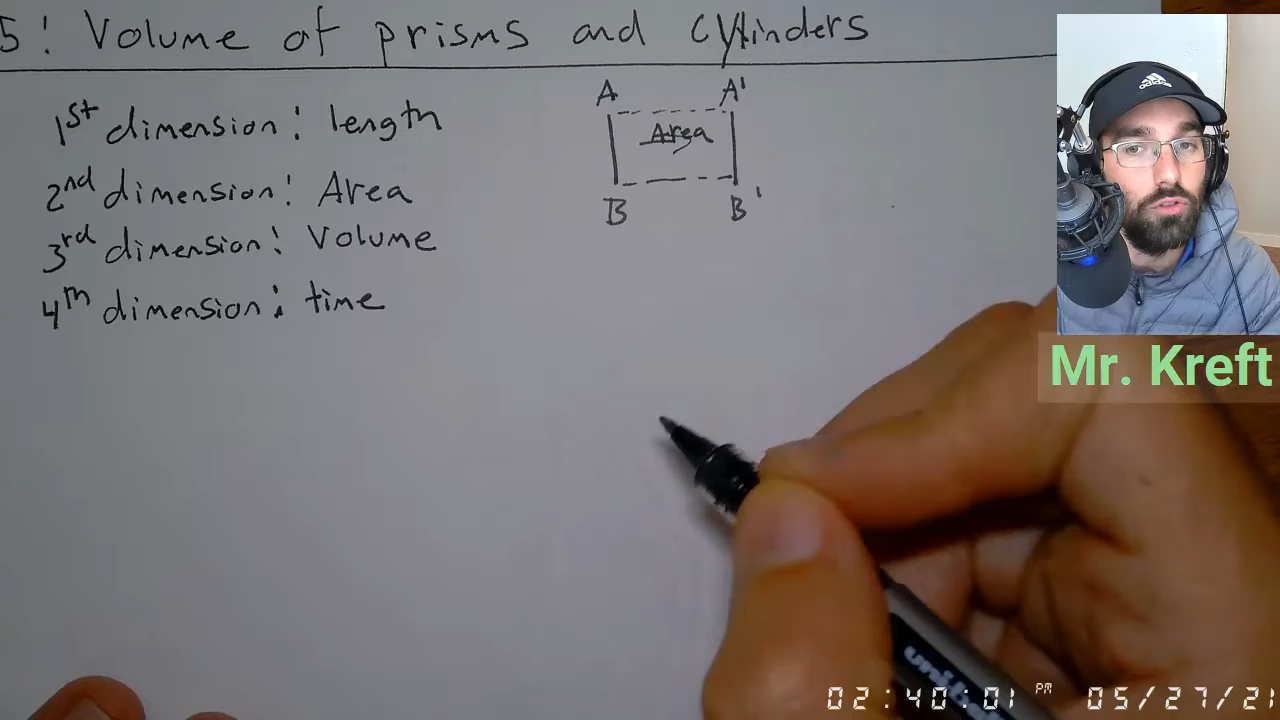 5: Volume of prisms and cylinders
1st dimension: length
2nd dimension: Area
3rd dimension: Volume
4th dimension: time
A A'
Area
B B'
adidas
Mr. Kreft
02:40:01 PM 05/27/21